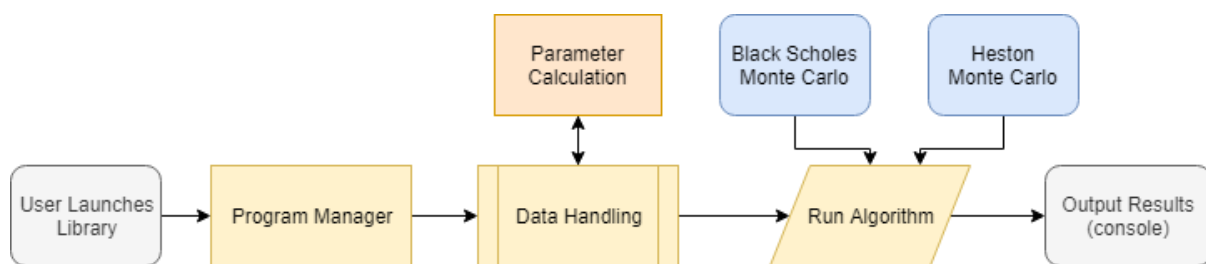 Parameter
Calculation
Black Scholes
Monte Carlo
Heston
Monte Carlo
User Launches
Library
Program Manager
Data Handling
Run Algorithm
Output Results
(console)